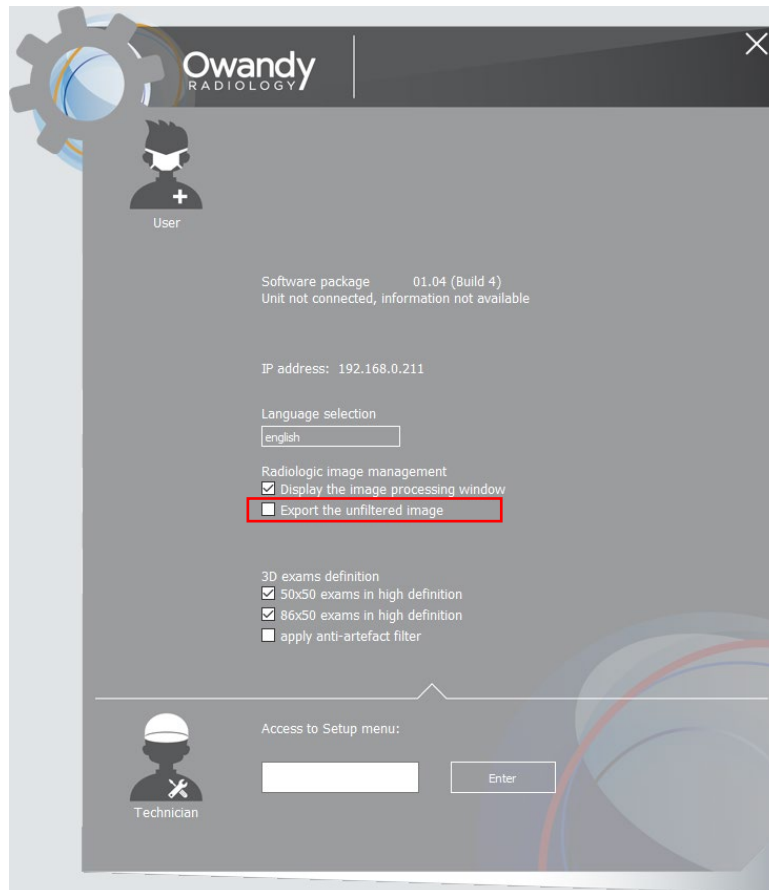 Owandy
RADIOLOGY
User
Software package 01.04 (Build 4)
Unit not connected, information not available
IP address: 192.168.0.211
Language selection
english
Radiologic image management
Display the image processing window
Export the unfiltered image
3D exams definition
50x50 exams in high definition
86x50 exams in high definition
apply anti-artefact filter
Access to Setup menu:
Enter
Technician